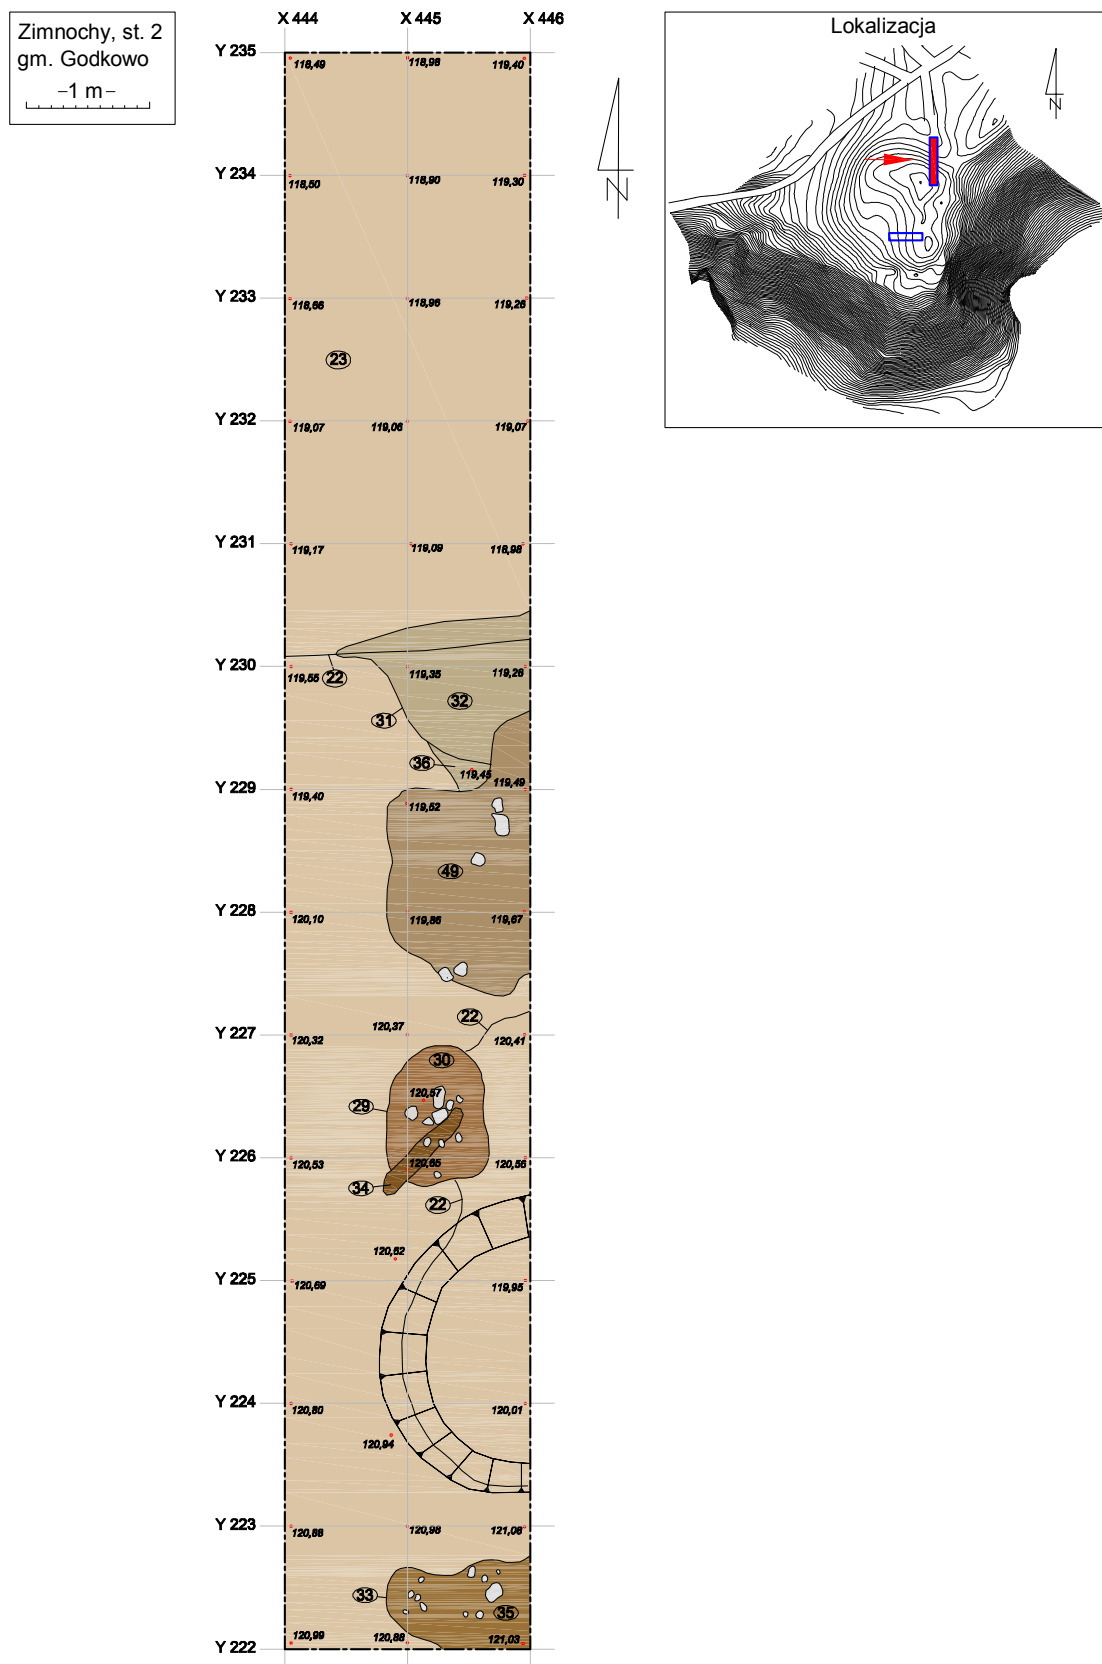 Zimnochy, st. 2
gm. Godkowo
–1 m–
X 444 X 445 X 446
Lokalizacja
N
N
Y 235
118,49 118,98 119,40
Y 234
118,50 118,90 119,30
Y 233
118,66 118,96 119,26
23
Y 232
119,07 119,06 119,07
Y 231
119,17 119,09 118,98
Y 230
119,55 22 119,35 119,26
32
31
36 119,45
Y 229
119,40 119,52 119,49
49
Y 228
120,10 119,86 119,67
22
Y 227
120,32 120,37 120,41
30
120,57
29
Y 226
120,53 120,65 120,56
34
22
120,62
Y 225
120,69 119,95
Y 224
120,80 120,01
120,94
Y 223
120,88 120,98 121,08
33
35
Y 222
120,99 120,88 121,03